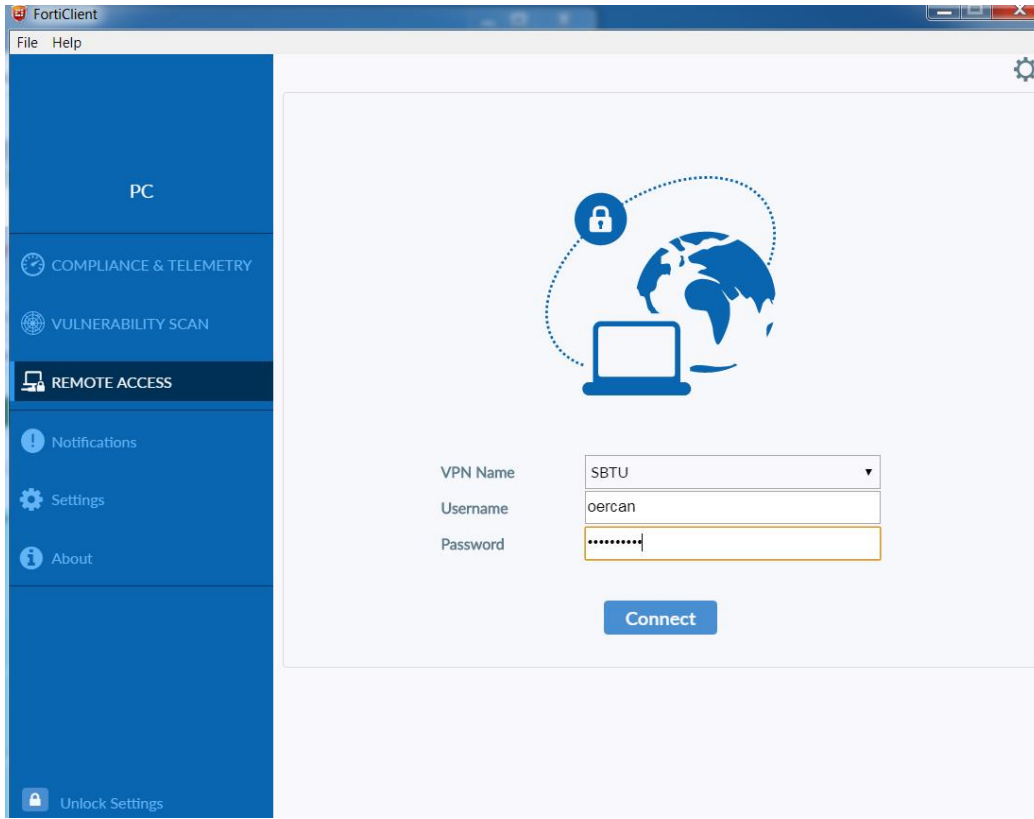 FortiClient
File Help
PC
COMPLIANCE & TELEMETRY
VULNERABILITY SCAN
REMOTE ACCESS
Notifications
Settings
About
Unlock Settings
VPN Name SBTU
Username oercan
Password ••••••••••
Connect